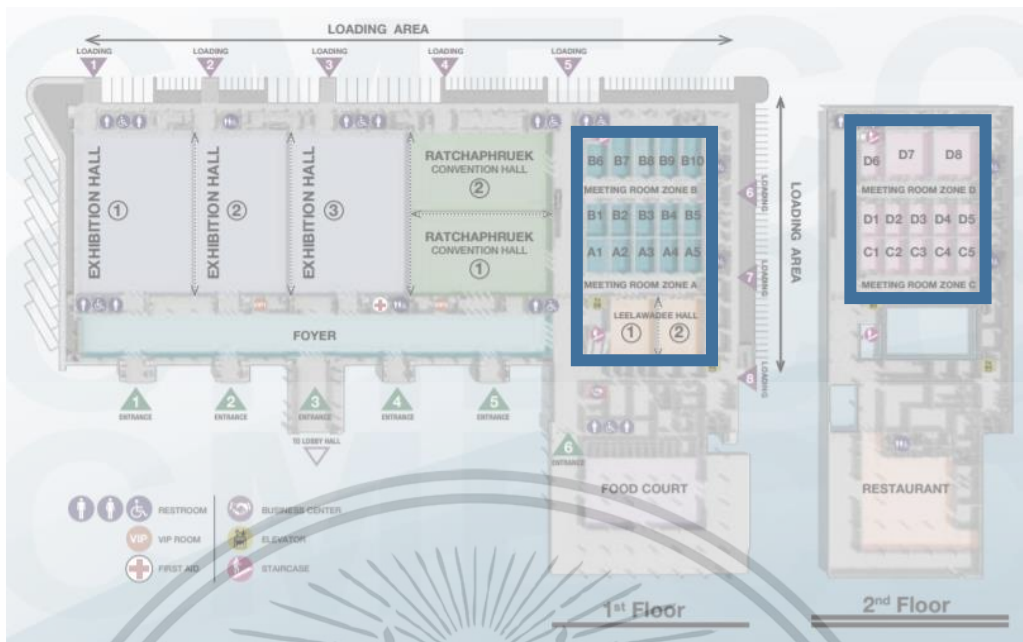 LOADING AREA
LOADING LOADING LOADING LOADING LOADING
1 2 3 4 5
EXHIBITION HALL
1
EXHIBITION HALL
2
EXHIBITION HALL
3
RATCHAPHRUEK
CONVENTION HALL
2
RATCHAPHRUEK
CONVENTION HALL
1
VIP VIP
FOYER
1 2 3 4 5
ENTRANCE ENTRANCE ENTRANCE ENTRANCE ENTRANCE
TO LOBBY HALL
B6 B7 B8 B9 B10
MEETING ROOM ZONE B
B1 B2 B3 B4 B5
A1 A2 A3 A4 A5
MEETING ROOM ZONE A
LEELAWADEE HALL
1 2
6 LOADING
7 LOADING
8 LOADING
LOADING AREA
6
ENTRANCE
FOOD COURT
1st Floor
D6 D7 D8
MEETING ROOM ZONE D
D1 D2 D3 D4 D5
C1 C2 C3 C4 C5
MEETING ROOM ZONE C
RESTAURANT
2nd Floor
RESTROOM
VIP VIP ROOM
FIRST AID
BUSINESS CENTER
ELEVATOR
STAIRCASE